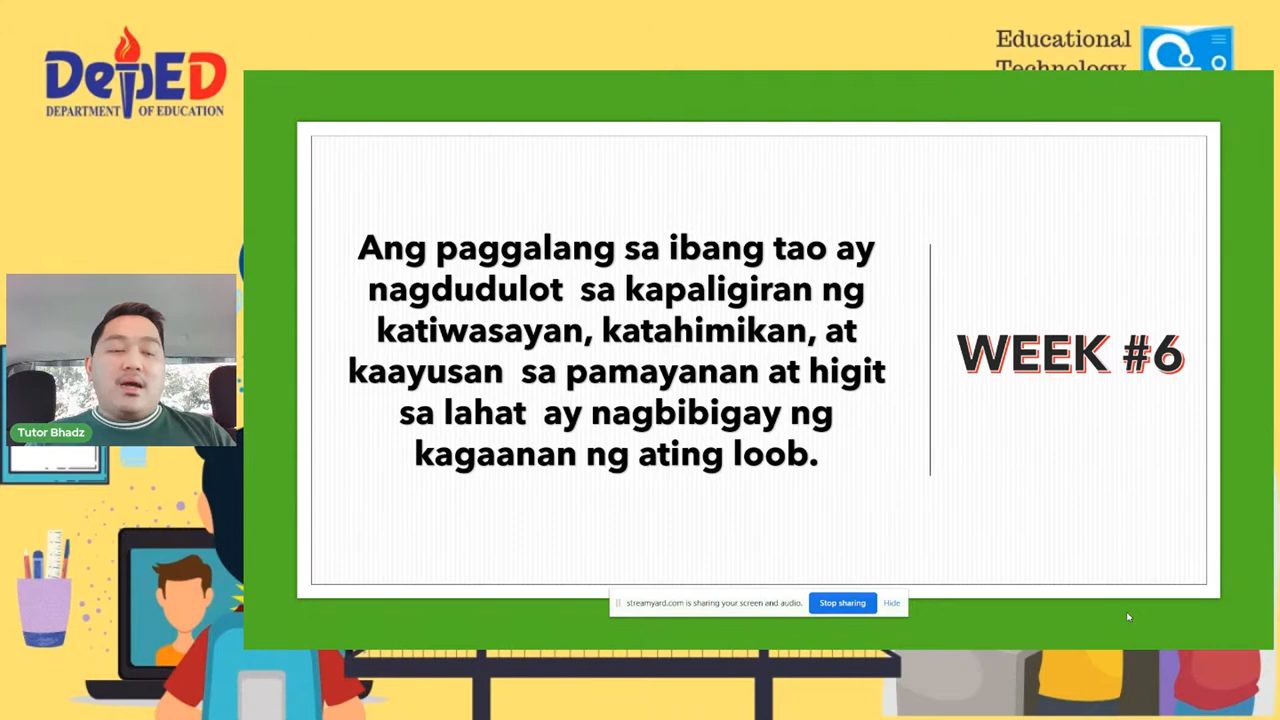 DepED
DEPARTMENT OF EDUCATION
Educational
Technology
Ang paggalang sa ibang tao ay
nagdudulot sa kapaligiran ng
katiwasayan, katahimikan, at
kaayusan sa pamayanan at higit
sa lahat ay nagbibigay ng
kagaanan ng ating loob.
WEEK #6
Tutor Bhadz
streamyard.com is sharing your screen and audio.
Stop sharing
Hide